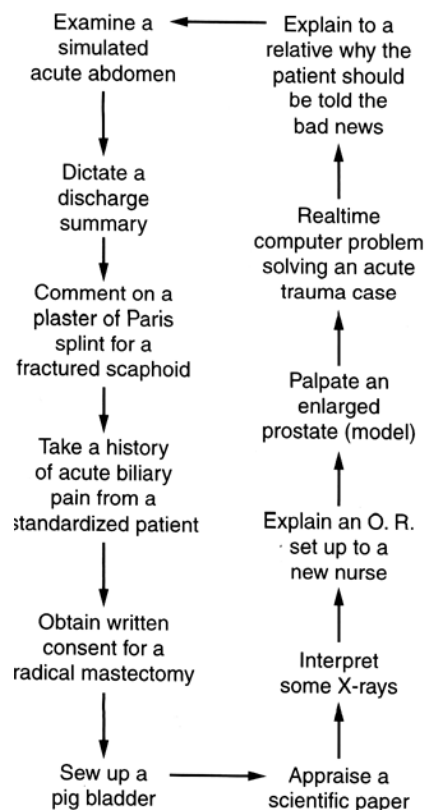 Examine a
simulated
acute abdomen
Dictate a
discharge
summary
Comment on a
plaster of Paris
splint for a
fractured scaphoid
Take a history
of acute biliary
pain from a
standardized patient
Obtain written
consent for a
radical mastectomy
Sew up a
pig bladder
Appraise a
scientific paper
Interpret
some X-rays
Explain an O. R.
set up to a
new nurse
Palpate an
enlarged
prostate (model)
Realtime
computer problem
solving an acute
trauma case
Explain to a
relative why the
patient should
be told the
bad news